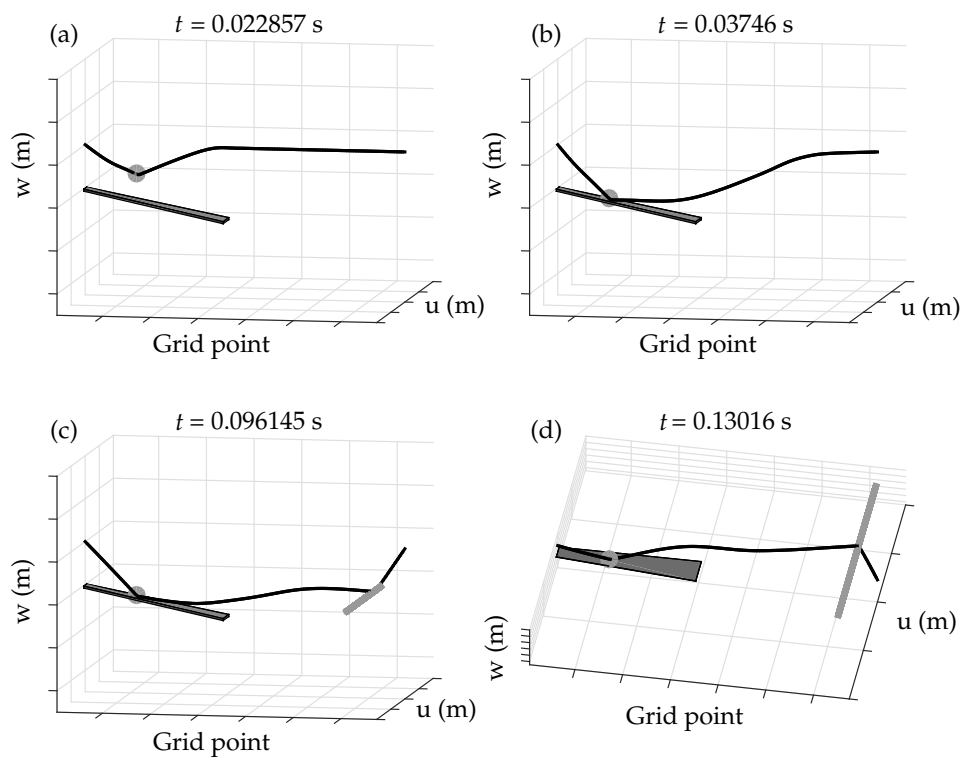 (a)
t = 0.022857 s
w (m)
u (m)
Grid point
(b)
t = 0.03746 s
w (m)
u (m)
Grid point
(c)
t = 0.096145 s
w (m)
u (m)
Grid point
(d)
t = 0.13016 s
w (m)
u (m)
Grid point